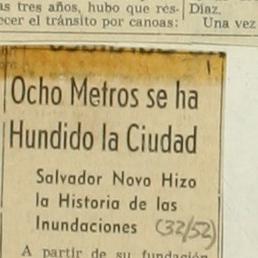 as tres años, hubo que res-
ecer el tránsito por canoas:
Díaz.
Una vez
Ocho Metros se ha
Hundido la Ciudad
Salvador Novo Hizo
la Historia de las
Inundaciones (32/52)
A partir de su fundación